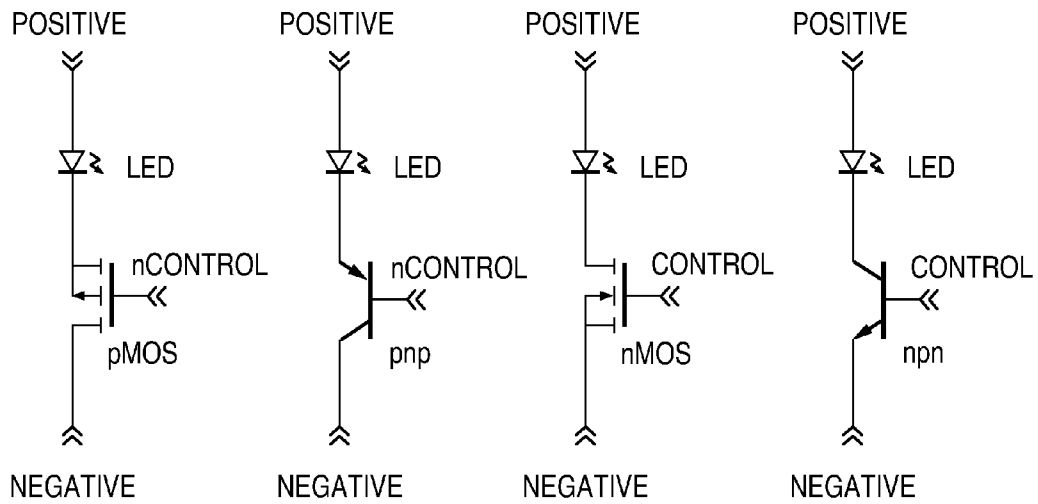 POSITIVE POSITIVE POSITIVE POSITIVE
LED LED LED LED
nCONTROL nCONTROL CONTROL CONTROL
pMOS pnp nMOS npn
NEGATIVE NEGATIVE NEGATIVE NEGATIVE